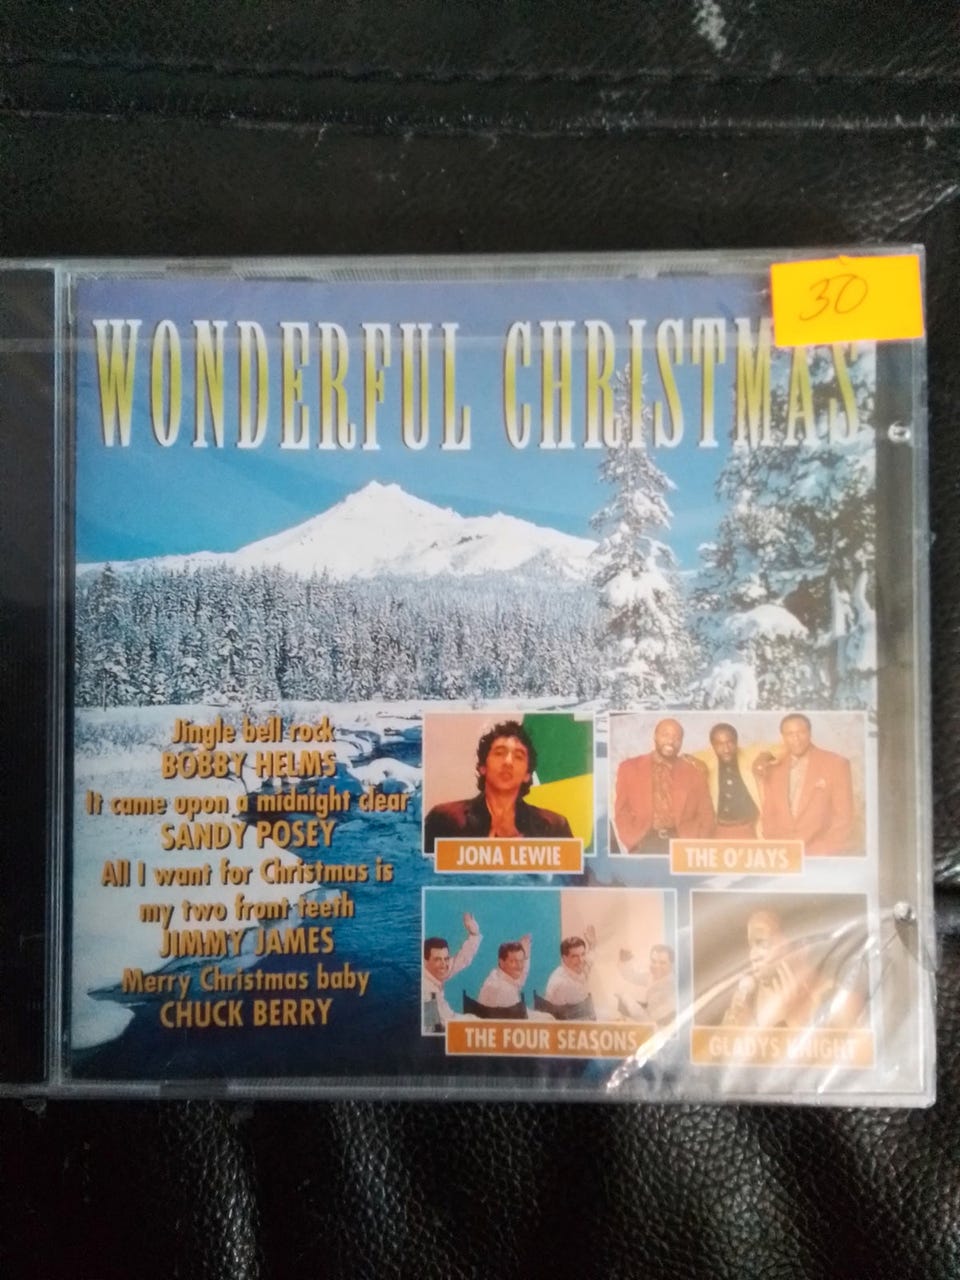 30
WONDERFUL CHRISTMAS
Jingle bell rock
BOBBY HELMS
It came upon a midnight clear
SANDY POSEY
All I want for Christmas is
my two front teeth
JIMMY JAMES
Merry Christmas baby
CHUCK BERRY
JONA LEWIE
THE O'JAYS
THE FOUR SEASONS
GLADYS KNIGHT